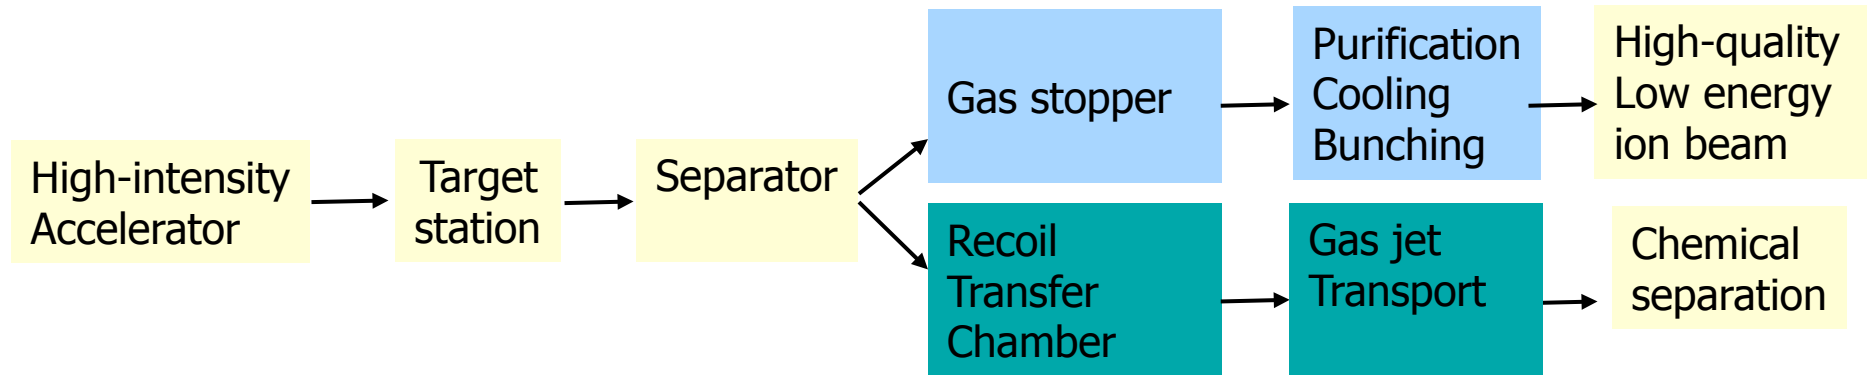 High-intensity
Accelerator
Target
station
Separator
Gas stopper
Purification
Cooling
Bunching
High-quality
Low energy
ion beam
Recoil
Transfer
Chamber
Gas jet
Transport
Chemical
separation